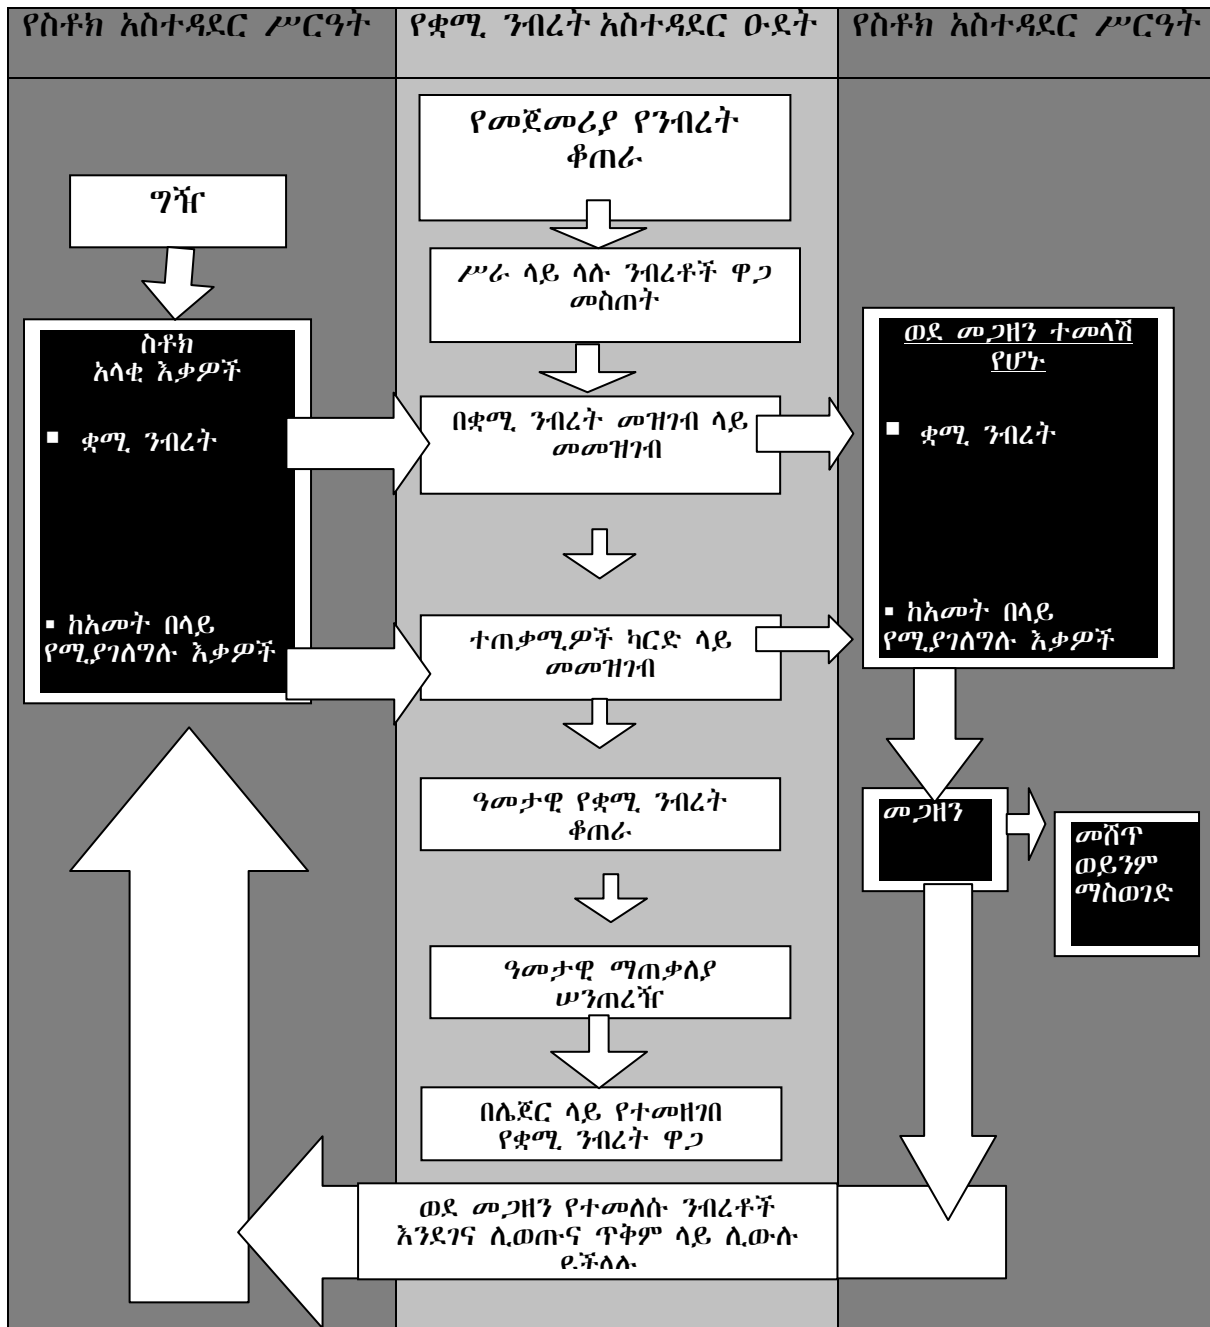 የስቶክ አስተዳደር ሥርዓት
የቋሚ ንብረት አስተዳደር ዑደት
የስቶክ አስተዳደር ሥርዓት
የመጀመሪያ የንብረት
ቆጠራ
ግዥ
ሥራ ላይ ላሉ ንብረቶች ዋጋ
መስጠት
ስቶክ
አላቂ እቃዎች
▪ ቋሚ ንብረት
▪ ከአመት በላይ
የሚያገለግሉ እቃዎች
በቋሚ ንብረት መዝገብ ላይ
መመዝገብ
ወደ መጋዘን ተመላሽ
የሆኑ
▪ ቋሚ ንብረት
▪ ከአመት በላይ
የሚያገለግሉ እቃዎች
ተጠቃሚዎች ካርድ ላይ
መመዝገብ
ዓመታዊ የቋሚ ንብረት
ቆጠራ
መጋዘን
መሸጥ
ወይንም
ማስወገድ
ዓመታዊ ማጠቃለያ
ሠንጠረዥ
በሌጀር ላይ የተመዘገበ
የቋሚ ንብረት ዋጋ
ወደ መጋዘን የተመለሱ ንብረቶች
እንደገና ሊወጡና ጥቅም ላይ ሊውሉ
ይችላሉ